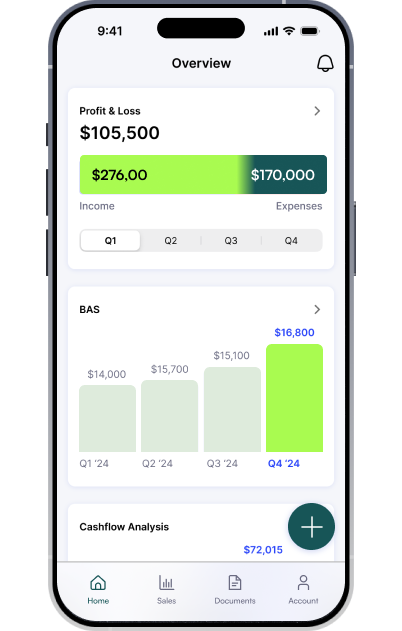 9:41
Overview
Profit & Loss
$105,500
$276,00 $170,000
Income Expenses
Q1 Q2 Q3 Q4
BAS
$16,800
$15,100
$15,700
$14,000
Q1 ‘24 Q2 ‘24 Q3 ‘24 Q4 ‘24
Cashflow Analysis
$72,015
Home Sales Documents Account